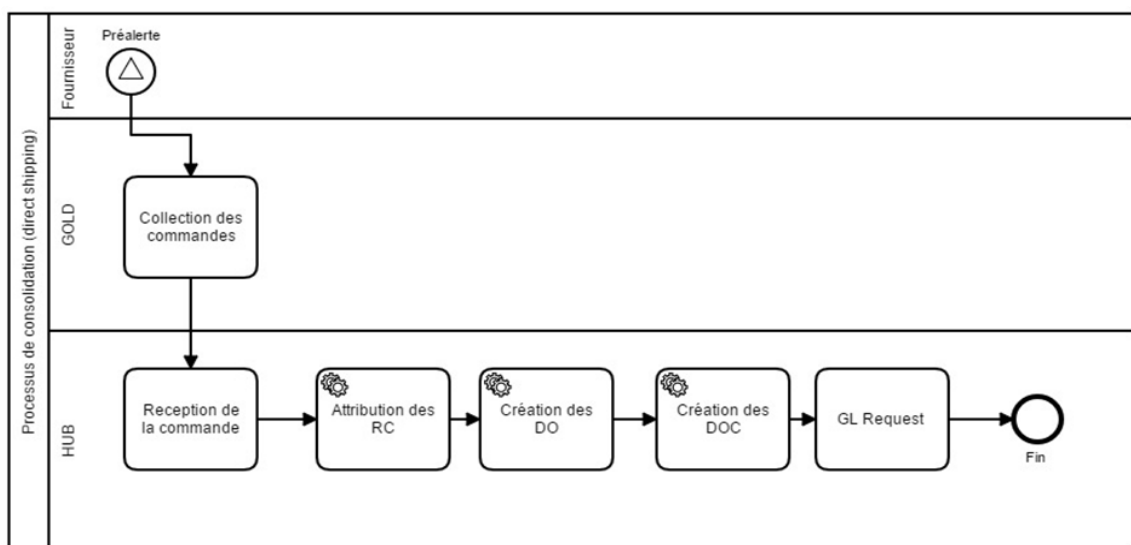 Processus de consolidation (direct shipping)
Fournisseur
Préalerte
GOLD
Collection des
commandes
HUB
Reception de
la commande
Attribution des
RC
Création des
DO
Création des
DOC
GL Request
Fin